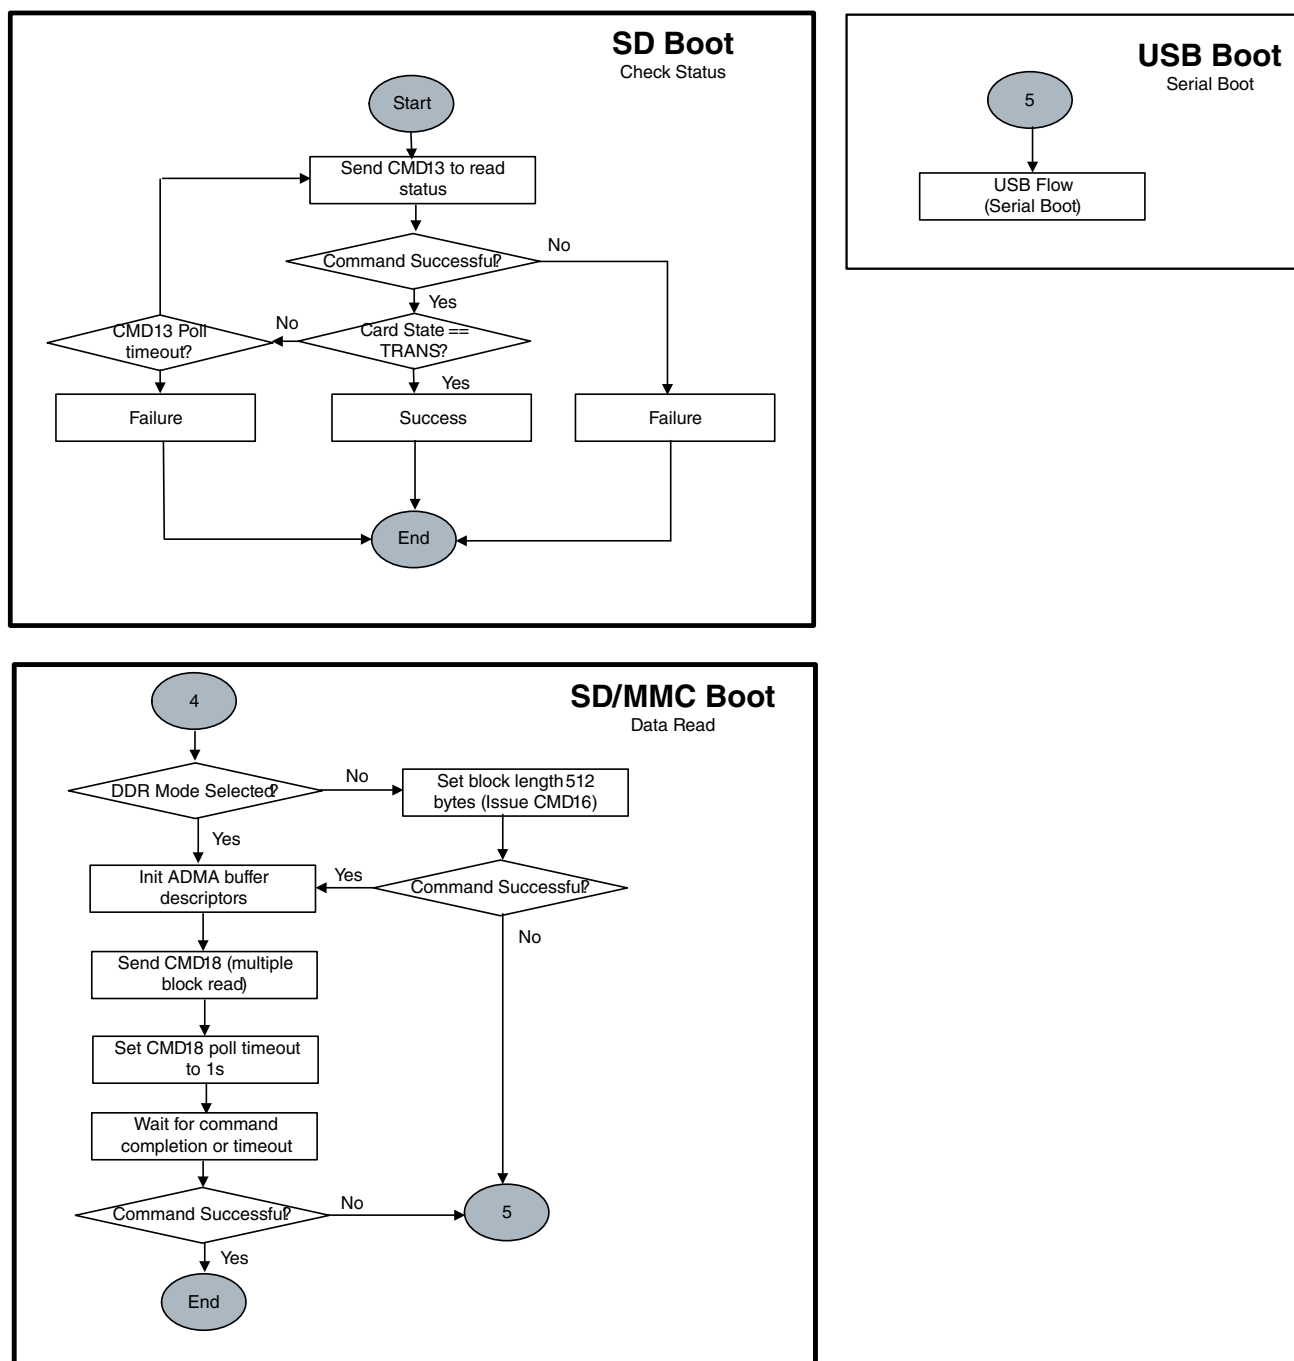 SD Boot
Check Status
Start
Send CMD13 to read
status
Command Successful?
No
Yes
Card State ==
TRANS?
No
CMD13 Poll
timeout?
Yes
Failure
Success
Failure
End
USB Boot
Serial Boot
5
USB Flow
(Serial Boot)
SD/MMC Boot
Data Read
4
DDR Mode Selected?
No
Set block length 512
bytes (Issue CMD16)
Yes
Init ADMA buffer
descriptors
Yes
Command Successful?
No
Send CMD18 (multiple
block read)
Set CMD18 poll timeout
to 1s
Wait for command
completion or timeout
Command Successful?
No
5
Yes
End